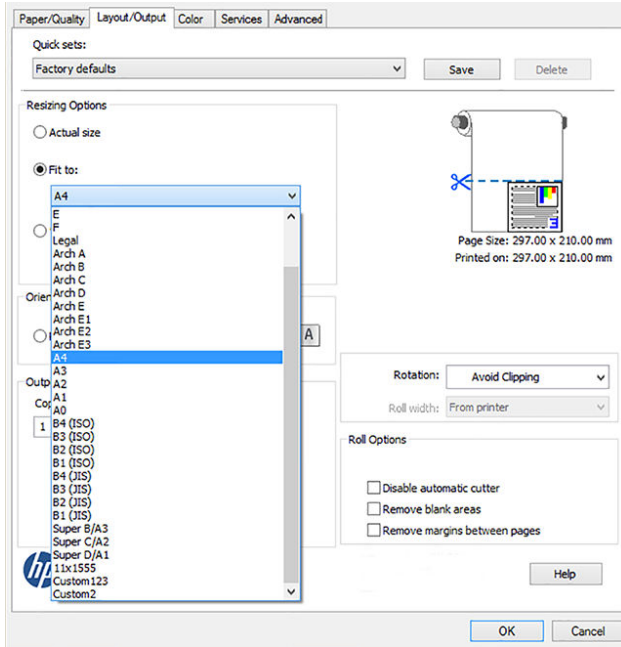 Paper/Quality Layout/Output Color Services Advanced
Quick sets:
Factory defaults Save Delete
Resizing Options
Actual size
Fit to:
A4
E
F
Legal
Arch A
Arch B
Arch C
Arch D
Arch E
Arch E1
Arch E2
Arch E3
A4
A3
A2
A1
A0
B4 (ISO)
B3 (ISO)
B2 (ISO)
B1 (ISO)
B4 (JIS)
B3 (JIS)
B2 (JIS)
B1 (JIS)
Super B/A3
Super C/A2
Super D/A1
11x1555
Custom123
Custom2
Orien
A
Outp
Cop
1
hp
E
Page Size: 297.00 x 210.00 mm
Printed on: 297.00 x 210.00 mm
Rotation: Avoid Clipping
Roll width: From printer
Roll Options
Disable automatic cutter
Remove blank areas
Remove margins between pages
Help
OK Cancel